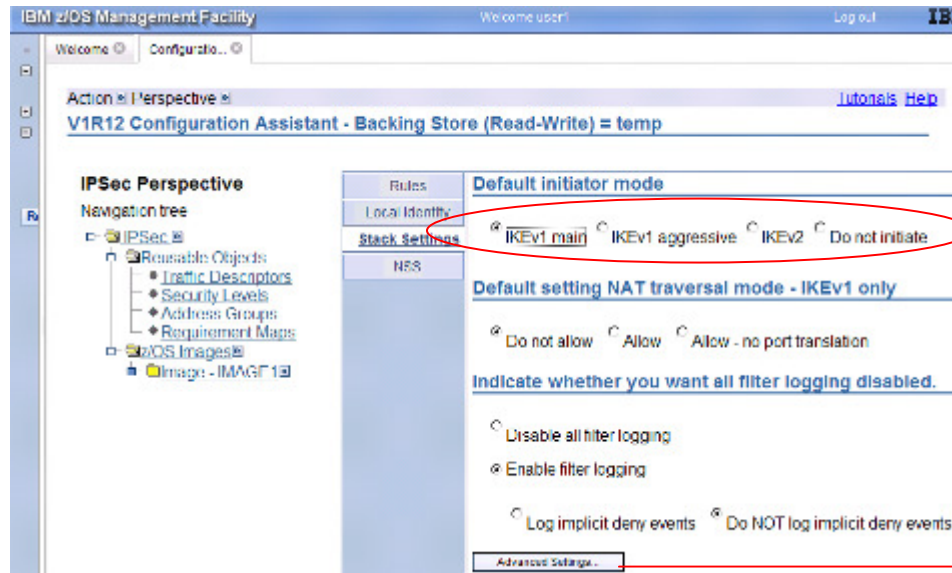 IBM z/OS Management Facility Welcome user1 Log out IB
Welcome Configuratio...
Action Perspective Tutorials Help
V1R12 Configuration Assistant - Backing Store (Read-Write) = temp
IPSec Perspective
Navigation tree
IPSec
Reusable Objects
Traffic Descriptors
Security Levels
Address Groups
Requirement Maps
z/OS Images
Image - IMAGE1
Rules
Local Identity
Stack Settings
NSS
Default initiator mode
IKEv1 main IKEv1 aggressive IKEv2 Do not initiate
Default setting NAT traversal mode - IKEv1 only
Do not allow Allow Allow - no port translation
Indicate whether you want all filter logging disabled.
Disable all filter logging
Enable filter logging
Log implicit deny events Do NOT log implicit deny events
Advanced Settings...